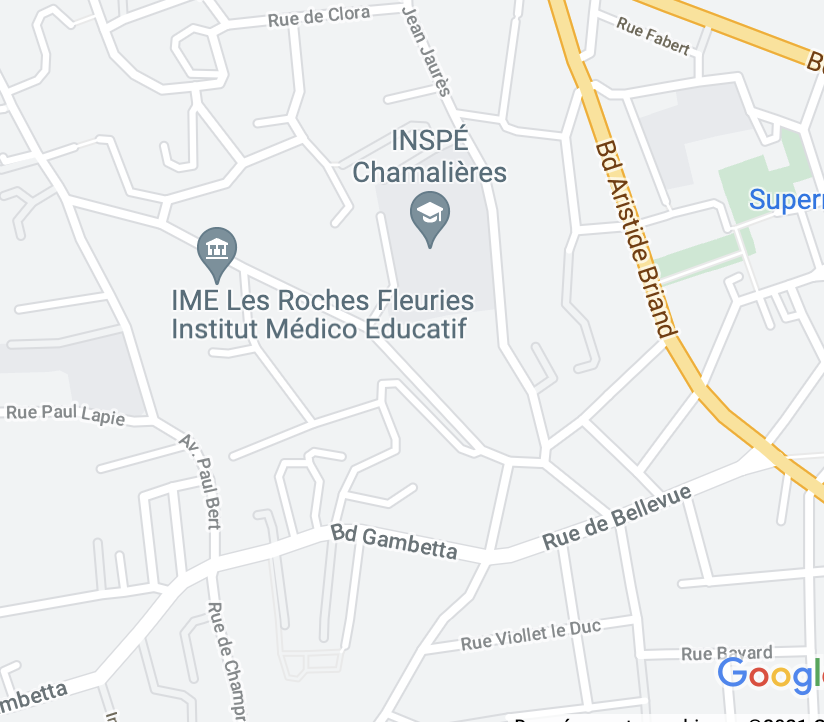 Rue de Clora
Jean Jaurès
Rue Fabert
INSPÉ
Chamalières
Bd Aristide Briand
IME Les Roches Fleuries
Institut Médico Educatif
Rue Paul Lapie
Av. Paul Bert
Bd Gambetta
Rue de Bellevue
Rue Viollet le Duc
Rue Bayard
Google